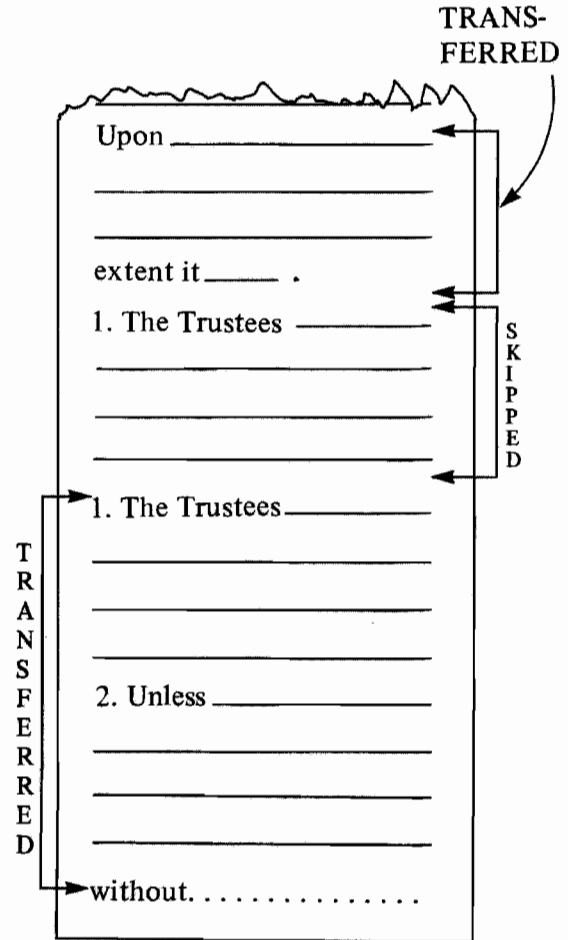 TRANS-
FERRED
Upon
extent it .
1. The Trustees
SKIPPED
1. The Trustees
TRANSFERRED
2. Unless
without. . . . . . . . . . . . . . .